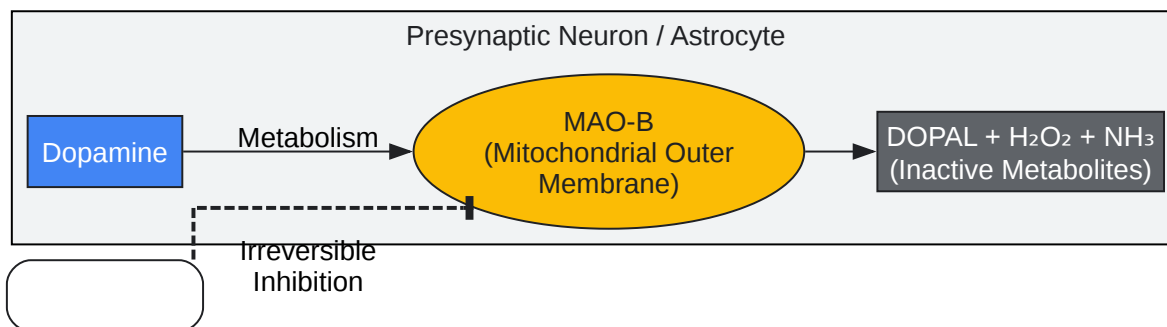 Presynaptic Neuron / Astrocyte
Dopamine
Metabolism
MAO-B
(Mitochondrial Outer
Membrane)
DOPAL + H₂O₂ + NH₃
(Inactive Metabolites)
Irreversible
Inhibition